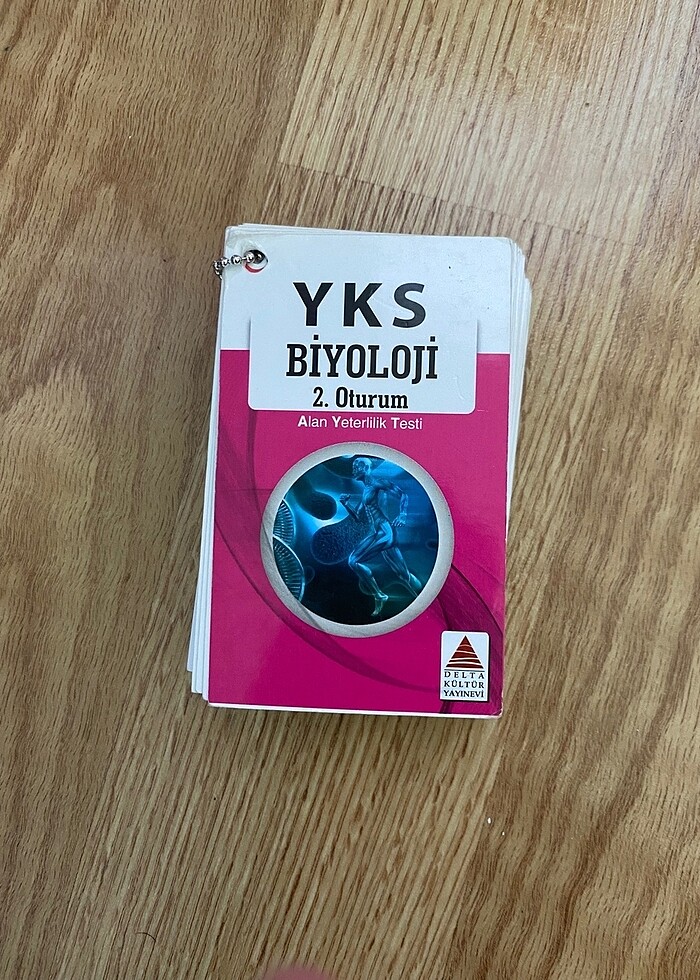 YKS
BİYOLOJİ
2. Oturum
Alan Yeterlilik Testi
DELTA
KÜLTÜR
YAYINEVİ